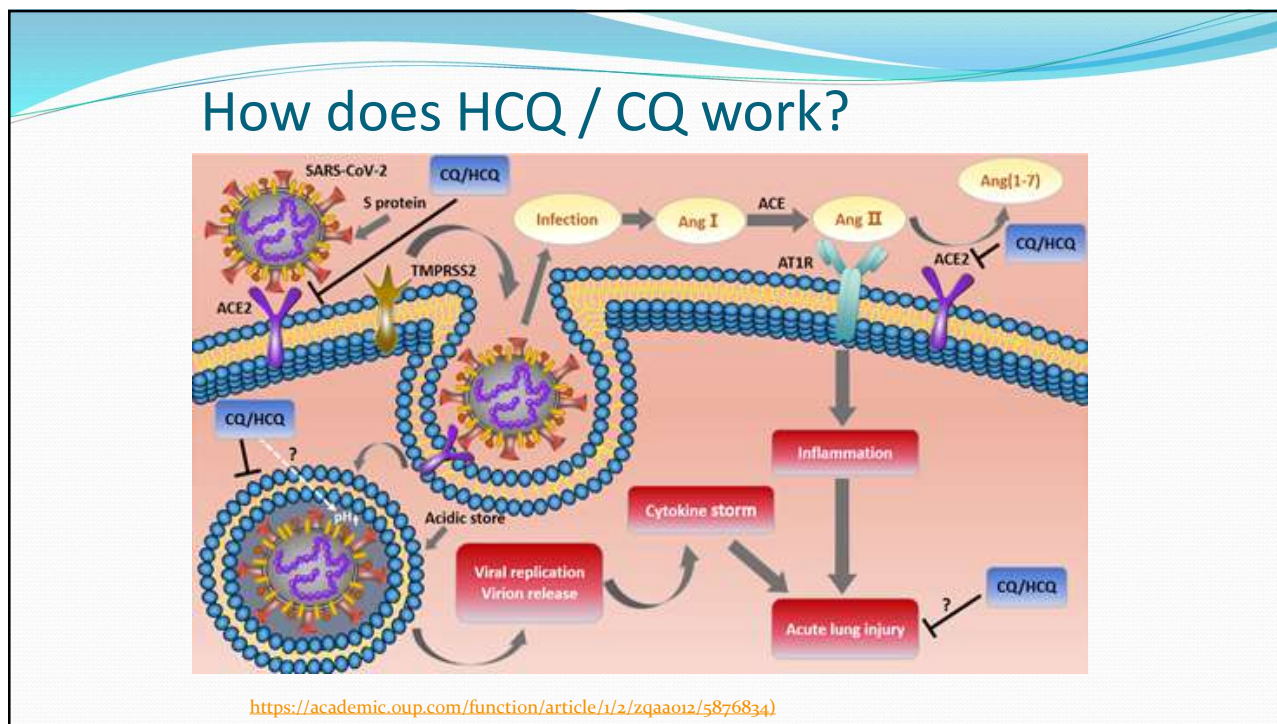 How does HCQ / CQ work?
SARS-CoV-2
CQ/HCQ
S protein
Infection
Ang I
ACE
Ang II
Ang(1-7)
CQ/HCQ
TMPRSS2
AT1R
ACE2
ACE2
CQ/HCQ
?
pH↑
Acidic store
Inflammation
Cytokine storm
Viral replication
Virion release
CQ/HCQ
?
Acute lung injury
https://academic.oup.com/function/article/1/2/zqaa012/5876834)